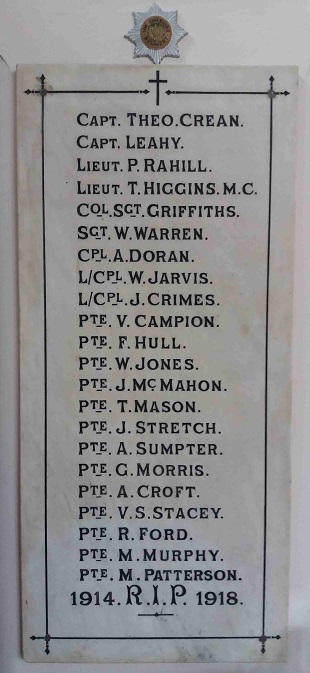 CAPT. THEO. CREAN.
CAPT. LEAHY.
LIEUT. P. RAHILL.
LIEUT. T. HIGGINS. M.C.
COL. SGT. GRIFFITHS.
SGT. W. WARREN.
CPL. A. DORAN.
L/CPL. W. JARVIS.
L/CPL. J. CRIMES.
PTE. V. CAMPION.
PTE. F. HULL.
PTE. W. JONES.
PTE. J. McMAHON.
PTE. T. MASON.
PTE. J. STRETCH.
PTE. A. SUMPTER.
PTE. G. MORRIS.
PTE. A. CROFT.
PTE. V. S. STACEY.
PTE. R. FORD.
PTE. M. MURPHY.
PTE. M. PATTERSON.
1914. R.I.P. 1918.